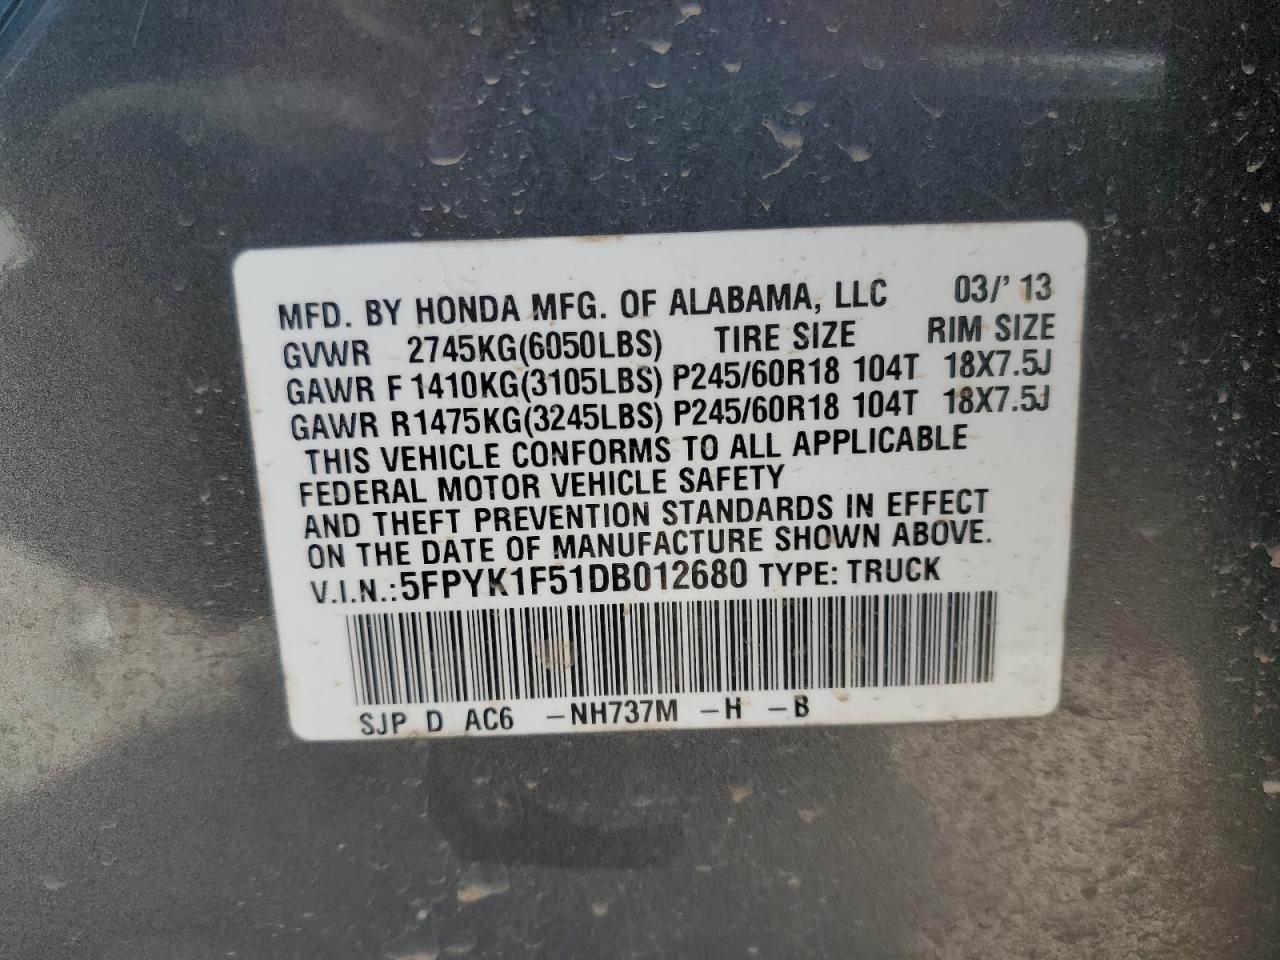 MFD. BY HONDA MFG. OF ALABAMA, LLC 03/' 13
GVWR 2745KG(6050LBS) TIRE SIZE RIM SIZE
GAWR F 1410KG(3105LBS) P245/60R18 104T 18X7.5J
GAWR R1475KG(3245LBS) P245/60R18 104T 18X7.5J
THIS VEHICLE CONFORMS TO ALL APPLICABLE
FEDERAL MOTOR VEHICLE SAFETY
AND THEFT PREVENTION STANDARDS IN EFFECT
ON THE DATE OF MANUFACTURE SHOWN ABOVE.
V.I.N.:5FPYK1F51DB012680 TYPE: TRUCK
SJP D AC6 -NH737M -H -B